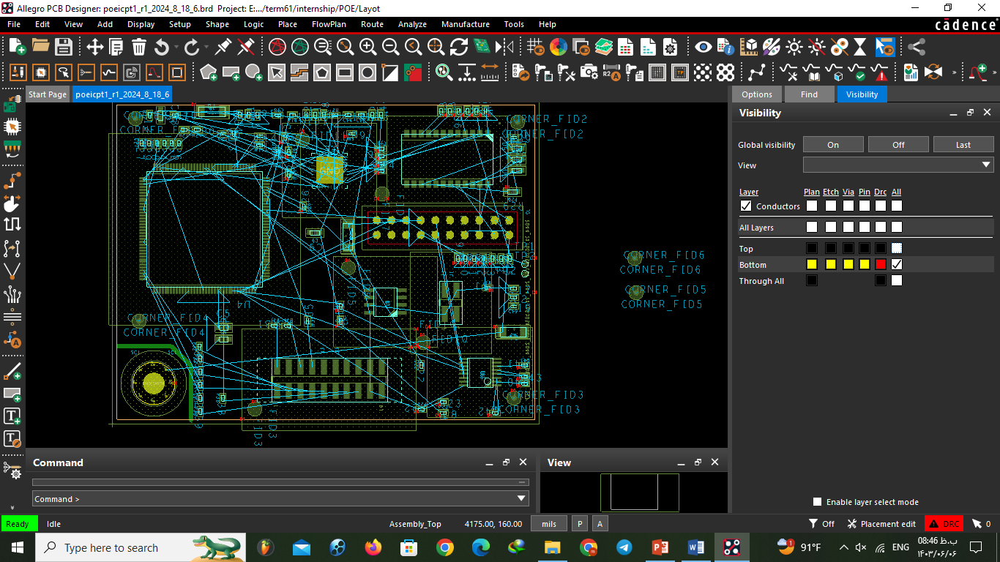 Allegro PCB Designer: poeicpt1_r1_2024_8_18_6.brd Project: E:.../term61/internship/POE/Layot
File Edit View Add Display Setup Shape Logic Place FlowPlan Route Analyze Manufacture Tools Help
cādence
Start Page poeicpt1_r1_2024_8_18_6
Options Find Visibility
Visibility
Global visibility On Off Last
View
Layer Plan Etch Via Pin Drc All
Conductors
All Layers
Top
Bottom
Through All
Enable layer select mode
CORNER_FID2
CORNER_FID2
CORNER_FID6
CORNER_FID6
CORNER_FID5
CORNER_FID5
U4
CORNER_FID4
CORNER_FID4
CORNER_FID3
CORNER_FID3
Command
Command >
View
Ready Idle Assembly_Top 4175.00, 160.00 mils P A Off Placement edit DRC 0
Type here to search
91°F ENG 08:46 ب.ظ
۱۴۰۳/۰۶/۰۶